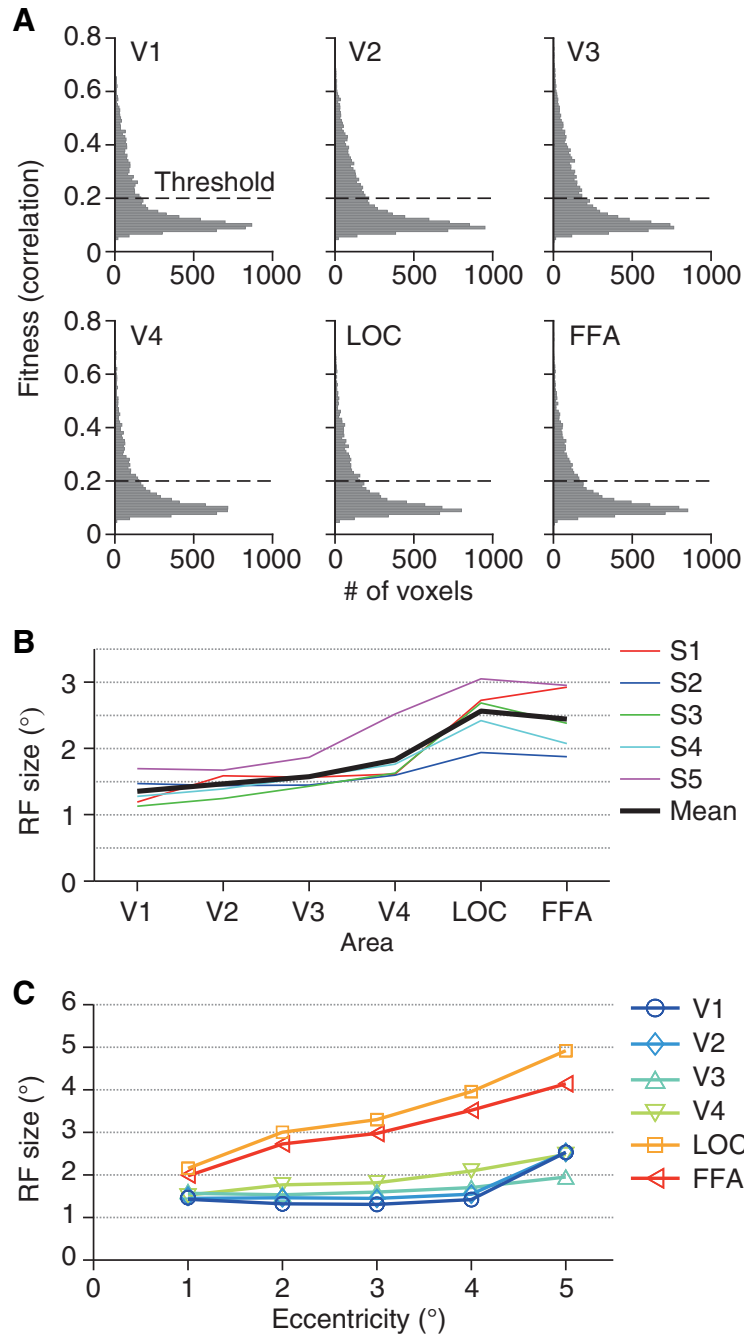 A
V1
V2
V3
0.8
0.6
0.4
0.2
0
Threshold
0 500 1000
0 500 1000
0 500 1000
Fitness (correlation)
V4
LOC
FFA
0.8
0.6
0.4
0.2
0
0 500 1000
0 500 1000
0 500 1000
# of voxels
B
3
2
1
0
RF size (°)
V1 V2 V3 V4 LOC FFA
Area
S1
S2
S3
S4
S5
Mean
C
6
5
4
3
2
1
0
RF size (°)
0 1 2 3 4 5
Eccentricity (°)
V1
V2
V3
V4
LOC
FFA